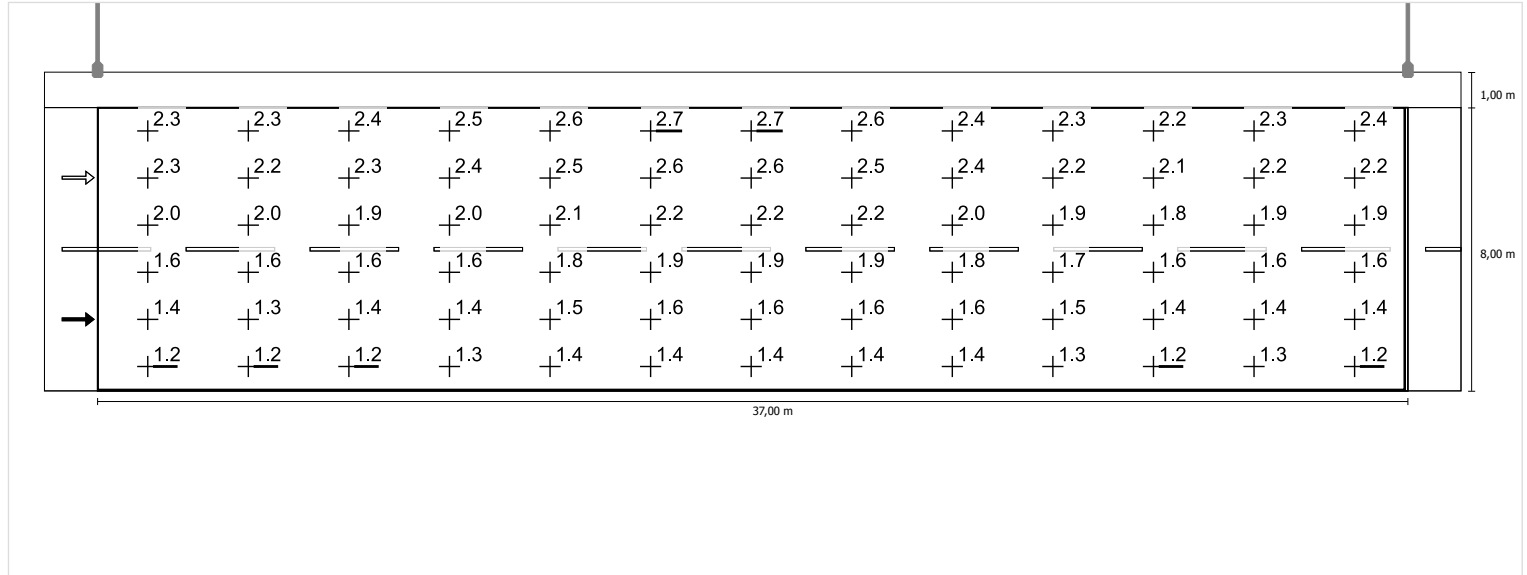 1,00 m
2.3 2.3 2.4 2.5 2.6 2.7 2.7 2.6 2.4 2.3 2.2 2.3 2.4
2.3 2.2 2.3 2.4 2.5 2.6 2.6 2.5 2.4 2.2 2.1 2.2 2.2
2.0 2.0 1.9 2.0 2.1 2.2 2.2 2.2 2.0 1.9 1.8 1.9 1.9
8,00 m
1.6 1.6 1.6 1.6 1.8 1.9 1.9 1.9 1.8 1.7 1.6 1.6 1.6
1.4 1.3 1.4 1.4 1.5 1.6 1.6 1.6 1.6 1.5 1.4 1.4 1.4
1.2 1.2 1.2 1.3 1.4 1.4 1.4 1.4 1.4 1.3 1.2 1.3 1.2
37,00 m